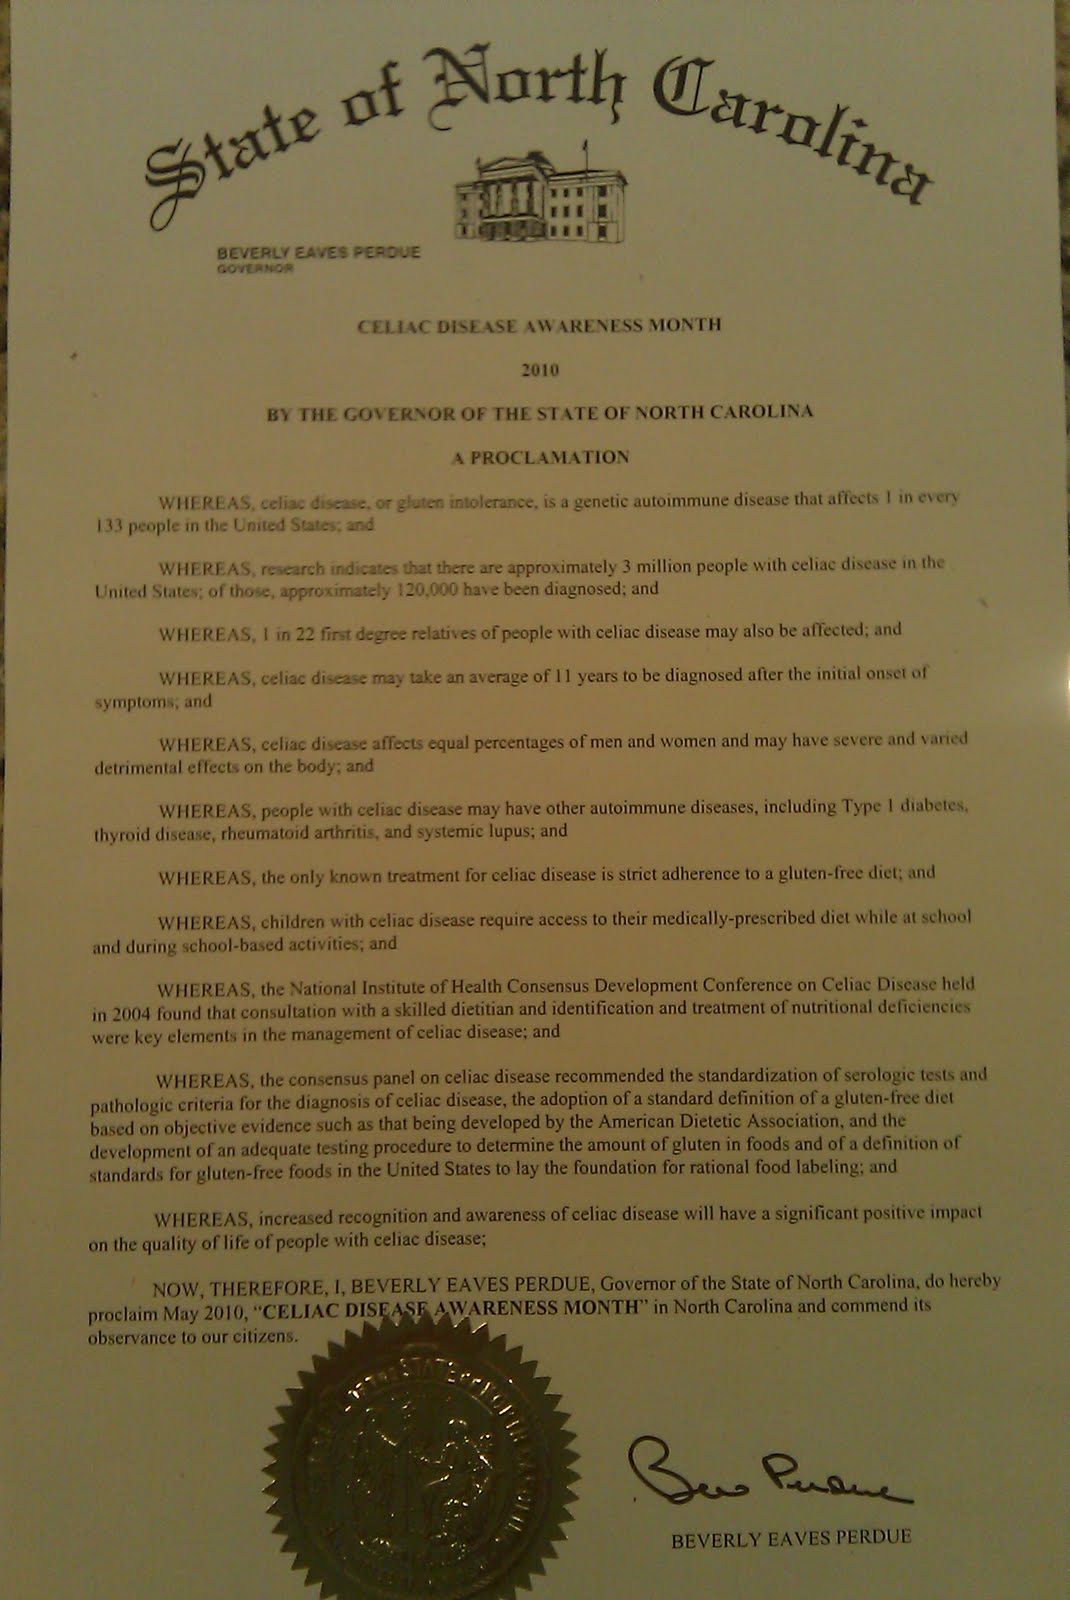 State of North Carolina
BEVERLY EAVES PERDUE
GOVERNOR
CELIAC DISEASE AWARENESS MONTH
2010
BY THE GOVERNOR OF THE STATE OF NORTH CAROLINA
A PROCLAMATION
WHEREAS, celiac disease, or gluten intolerance, is a genetic autoimmune disease that affects 1 in every
133 people in the United States; and
WHEREAS, research indicates that there are approximately 3 million people with celiac disease in the
United States; of those, approximately 120,000 have been diagnosed; and
WHEREAS, 1 in 22 first degree relatives of people with celiac disease may also be affected; and
WHEREAS, celiac disease may take an average of 11 years to be diagnosed after the initial onset of
symptoms; and
WHEREAS, celiac disease affects equal percentages of men and women and may have severe and varied
detrimental effects on the body; and
WHEREAS, people with celiac disease may have other autoimmune diseases, including Type 1 diabetes,
thyroid disease, rheumatoid arthritis, and systemic lupus; and
WHEREAS, the only known treatment for celiac disease is strict adherence to a gluten-free diet; and
WHEREAS, children with celiac disease require access to their medically-prescribed diet while at school
and during school-based activities; and
WHEREAS, the National Institute of Health Consensus Development Conference on Celiac Disease held
in 2004 found that consultation with a skilled dietitian and identification and treatment of nutritional deficiencies
were key elements in the management of celiac disease; and
WHEREAS, the consensus panel on celiac disease recommended the standardization of serologic tests and
pathologic criteria for the diagnosis of celiac disease, the adoption of a standard definition of a gluten-free diet
based on objective evidence such as that being developed by the American Dietetic Association, and the
development of an adequate testing procedure to determine the amount of gluten in foods and of a definition of
standards for gluten-free foods in the United States to lay the foundation for rational food labeling; and
WHEREAS, increased recognition and awareness of celiac disease will have a significant positive impact
on the quality of life of people with celiac disease;
NOW, THEREFORE, I, BEVERLY EAVES PERDUE, Governor of the State of North Carolina, do hereby
proclaim May 2010, “CELIAC DISEASE AWARENESS MONTH” in North Carolina and commend its
observance to our citizens.
STATE OF NORTH CAROLINA
Bev Perdue
BEVERLY EAVES PERDUE